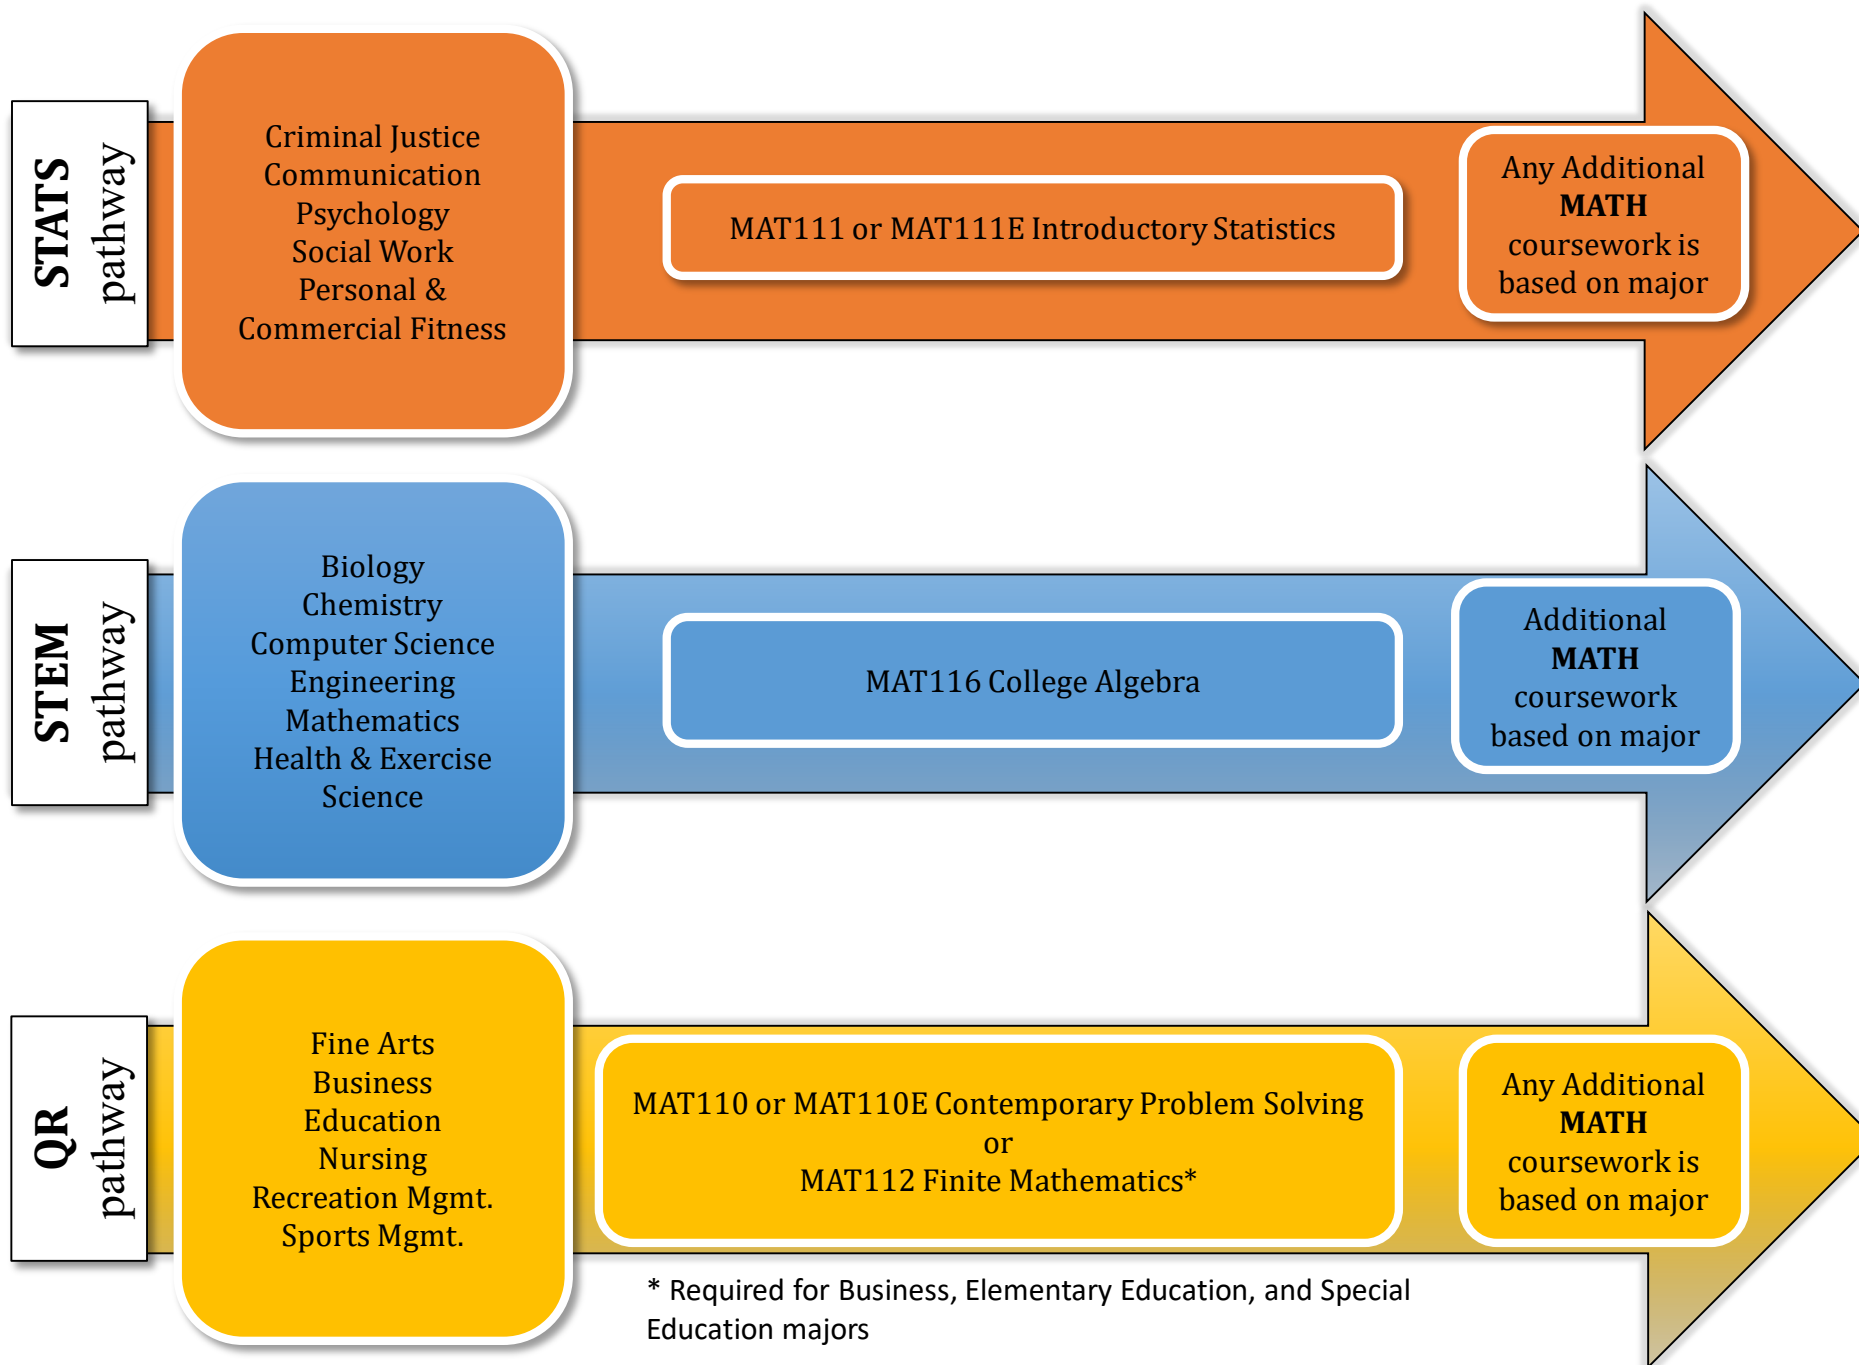 STATS
pathway
Criminal Justice
Communication
Psychology
Social Work
Personal &
Commercial Fitness
MAT111 or MAT111E Introductory Statistics
Any Additional
MATH
coursework is
based on major
STEM
pathway
Biology
Chemistry
Computer Science
Engineering
Mathematics
Health & Exercise
Science
MAT116 College Algebra
Additional
MATH
coursework
based on major
QR
pathway
Fine Arts
Business
Education
Nursing
Recreation Mgmt.
Sports Mgmt.
MAT110 or MAT110E Contemporary Problem Solving
or
MAT112 Finite Mathematics*
Any Additional
MATH
coursework is
based on major
* Required for Business, Elementary Education, and Special
Education majors